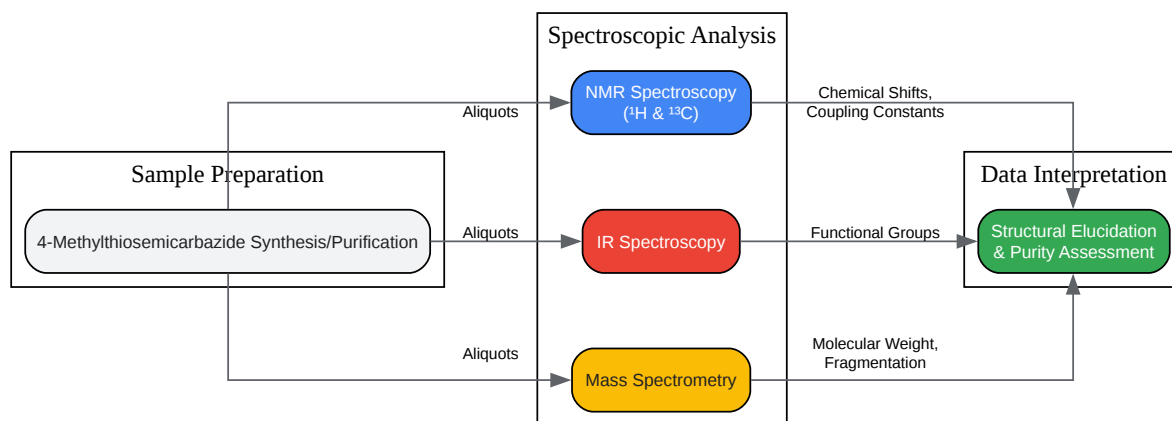 Spectroscopic Analysis
NMR Spectroscopy
(¹H & ¹³C)
Chemical Shifts,
Coupling Constants
Aliquots
Sample Preparation
Data Interpretation
4-Methylthiosemicarbazide Synthesis/Purification
Aliquots
IR Spectroscopy
Functional Groups
Structural Elucidation
& Purity Assessment
Aliquots
Mass Spectrometry
Molecular Weight,
Fragmentation